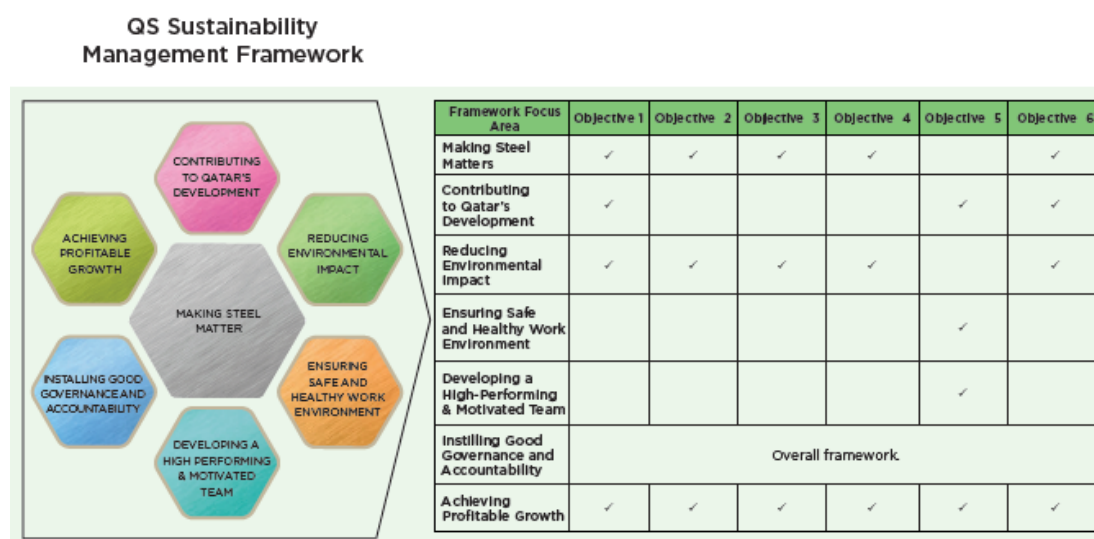 QS Sustainability
Management Framework
CONTRIBUTING
TO QATAR'S
DEVELOPMENT
ACHIEVING
PROFITABLE
GROWTH
REDUCING
ENVIRONMENTAL
IMPACT
MAKING STEEL
MATTER
INSTALLING GOOD
GOVERNANCE AND
ACCOUNTABILITY
ENSURING
SAFE AND
HEALTHY WORK
ENVIRONMENT
DEVELOPING A
HIGH PERFORMING
& MOTIVATED
TEAM
Framework Focus
Area
Objective 1 Objective 2 Objective 3 Objective 4 Objective 5 Objective 6
Making Steel
Matters
✓ ✓ ✓ ✓ ✓
Contributing
to Qatar's
Development
✓ ✓ ✓
Reducing
Environmental
Impact
✓ ✓ ✓ ✓ ✓
Ensuring Safe
and Healthy Work
Environment
✓
Developing a
High-Performing
& Motivated Team
✓
Instilling Good
Governance and
Accountability
Overall framework.
Achieving
Profitable Growth
✓ ✓ ✓ ✓ ✓ ✓